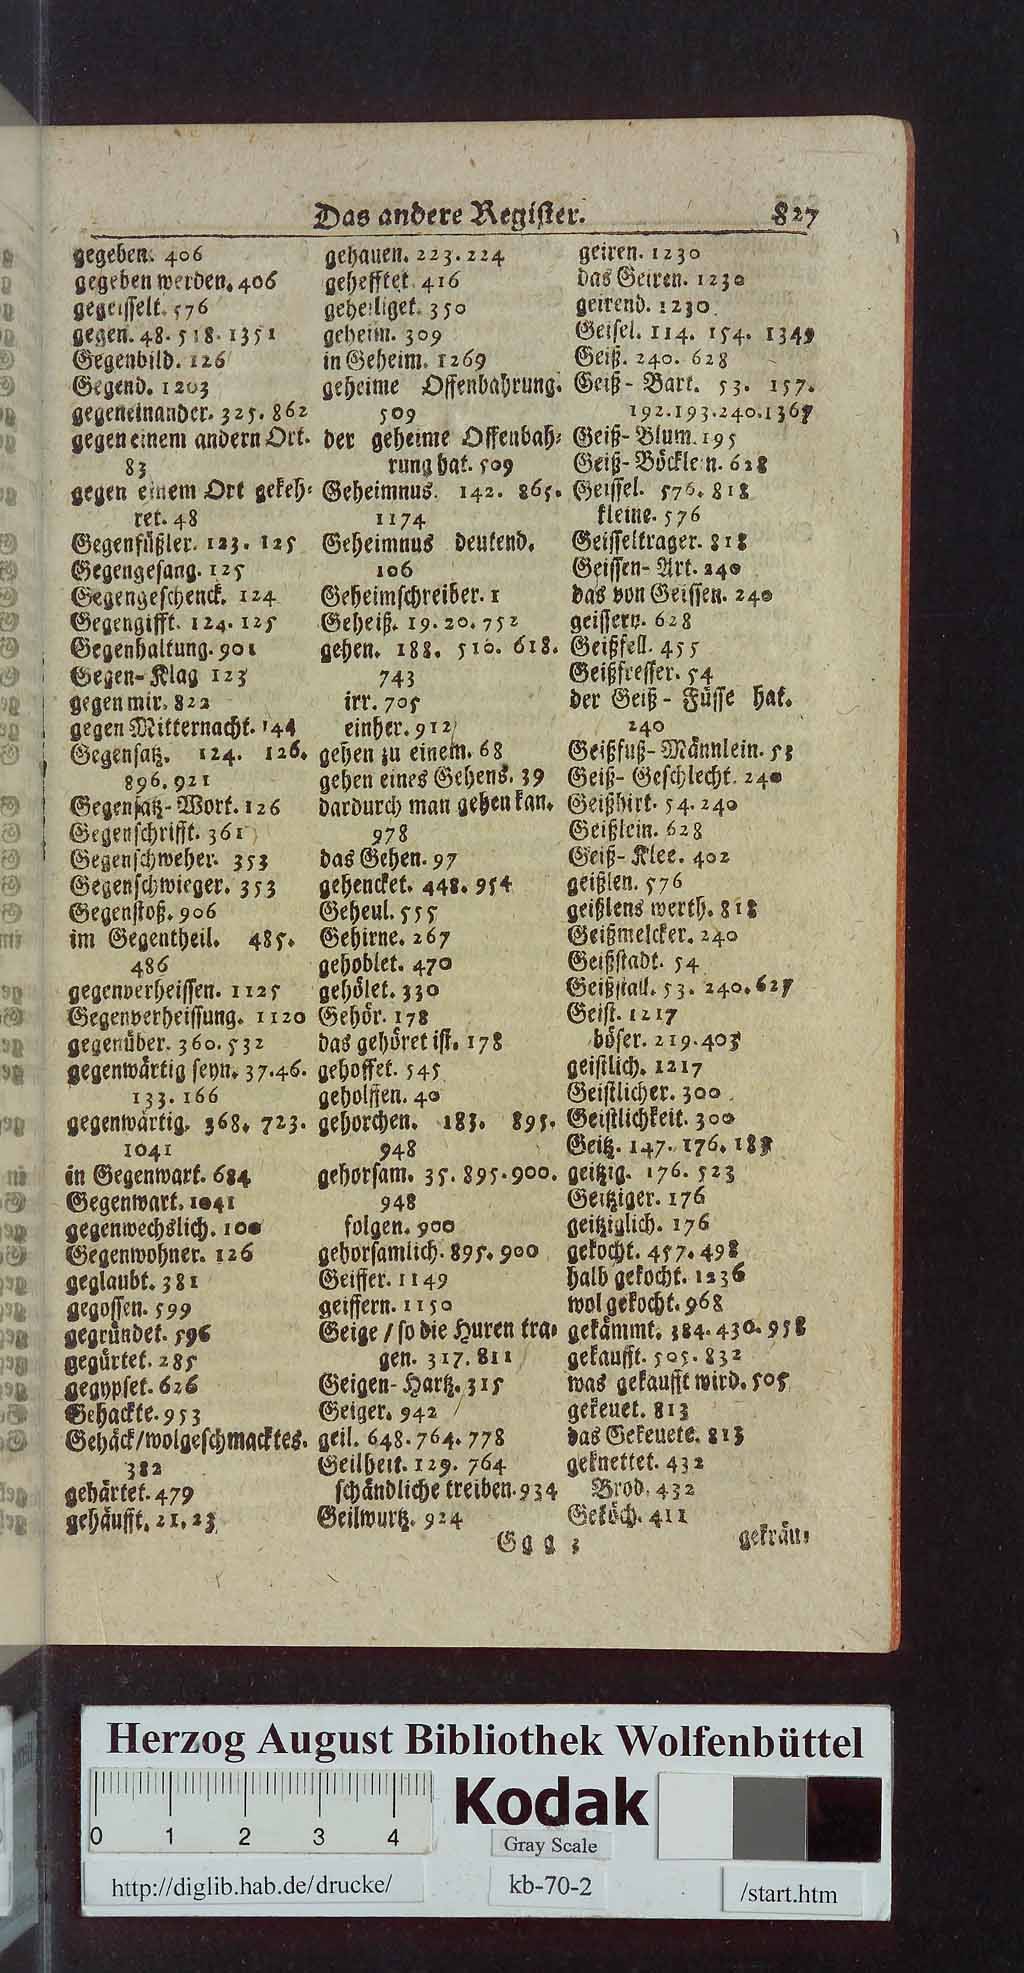 Das andere Register. 827
gegeben. 406
gegeben werden. 406
gegeisselt. 576
gegen. 48. 518. 1351
Gegenbild. 126
Gegend. 1203
gegeneinander. 325. 862
gegen einem andern Ort.
83
gegen einem Ort gekeh⸗
ret. 48
Gegenfüßler. 123. 125
Gegengesang. 125
Gegengeschenck. 124
Gegengifft. 124. 125
Gegenhaltung. 901
Gegen-Klag 123
gegen mir. 822
gegen Mitternacht. 144
Gegensatz. 124. 126.
896. 921
Gegensatz-Wort. 126
Gegenschrifft. 361
Gegenschweher. 353
Gegenschwieger. 353
Gegenstoß. 906
im Gegentheil. 485.
486
gegenverheissen. 1125
Gegenverheissung. 1120
gegenüber. 360. 532
gegenwärtig seyn. 37. 46.
133. 166
gegenwärtig. 368. 723.
1041
in Gegenwart. 684
Gegenwart. 1041
gegenwechslich. 100
Gegenwohner. 126
geglaubt. 381
gegossen. 599
gegründet. 596
gegürtet. 285
gegypset. 626
Gehackte. 953
Gehäck/wolgeschmacktes.
382
gehärtet. 479
gehäufft. 21. 23
gehauen. 223. 224
gehefftet. 416
geheiliget. 350
geheim. 309
in Geheim. 1269
geheime Offenbahrung.
509
der geheime Offenbah⸗
rung hat. 509
Geheimnus. 142. 865.
1174
Geheimnus deutend.
106
Geheimschreiber. 1
Geheiß. 19. 20. 752
gehen. 188. 510. 618.
743
irr. 705
einher. 912
gehen zu einem. 68
gehen eines Gehens. 39
dardurch man gehen kan.
978
das Gehen. 97
gehencket. 448. 954
Geheul. 555
Gehirne. 267
gehoblet. 470
gehölet. 330
Gehör. 178
das gehöret ist. 178
gehoffet. 545
geholffen. 40
gehorchen. 183. 895.
948
gehorsam. 35. 895. 900.
948
folgen. 900
gehorsamlich. 895. 900
Geiffer. 1149
geiffern. 1150
Geige / so die Huren tra⸗
gen. 317. 811
Geigen-Hartz. 315
Geiger. 942
geil. 648. 764. 778
Geilheit. 129. 764
schändliche treiben. 934
Geilwurtz. 924
geiren. 1230
das Geiren. 1230
geirend. 1230
Geisel. 114. 154. 1349
Geiß. 240. 628
Geiß-Bart. 53. 157.
192. 193. 240. 1367
Geiß-Blum. 195
Geiß-Böcklein. 628
Geissel. 576. 818
kleine. 576
Geisseltrager. 818
Geissen-Art. 240
das von Geissen. 240
geissern. 628
Geißfell. 455
Geißfresser. 54
der Geiß-Füsse hat.
240
Geißfuß-Männlein. 53
Geiß-Geschlecht. 240
Geißhirt. 54. 240
Geißlein. 628
Geiß-Klee. 402
geißlen. 576
geißlens werth. 818
Geißmelcker. 240
Geißstadt. 54
Geißstall. 53. 240. 627
Geist. 1217
böser. 219. 403
geistlich. 1217
Geistlicher. 300
Geistlichkeit. 300
Geitz. 147. 176. 183
geitzig. 176. 523
Geitziger. 176
geitziglich. 176
gekocht. 457. 498
halb gekocht. 1236
wol gekocht. 968
gekämmt. 384. 430. 958
gekaufft. 505. 832
was gekaufft wird. 505
gekeuet. 813
das Gekeuete. 813
geknettet. 432
Brod. 432
Geköch. 411
Ggg 3 gekräu⸗
Herzog August Bibliothek Wolfenbüttel
0 1 2 3 4
Kodak
Gray Scale
http://diglib.hab.de/drucke/ kb-70-2 /start.htm